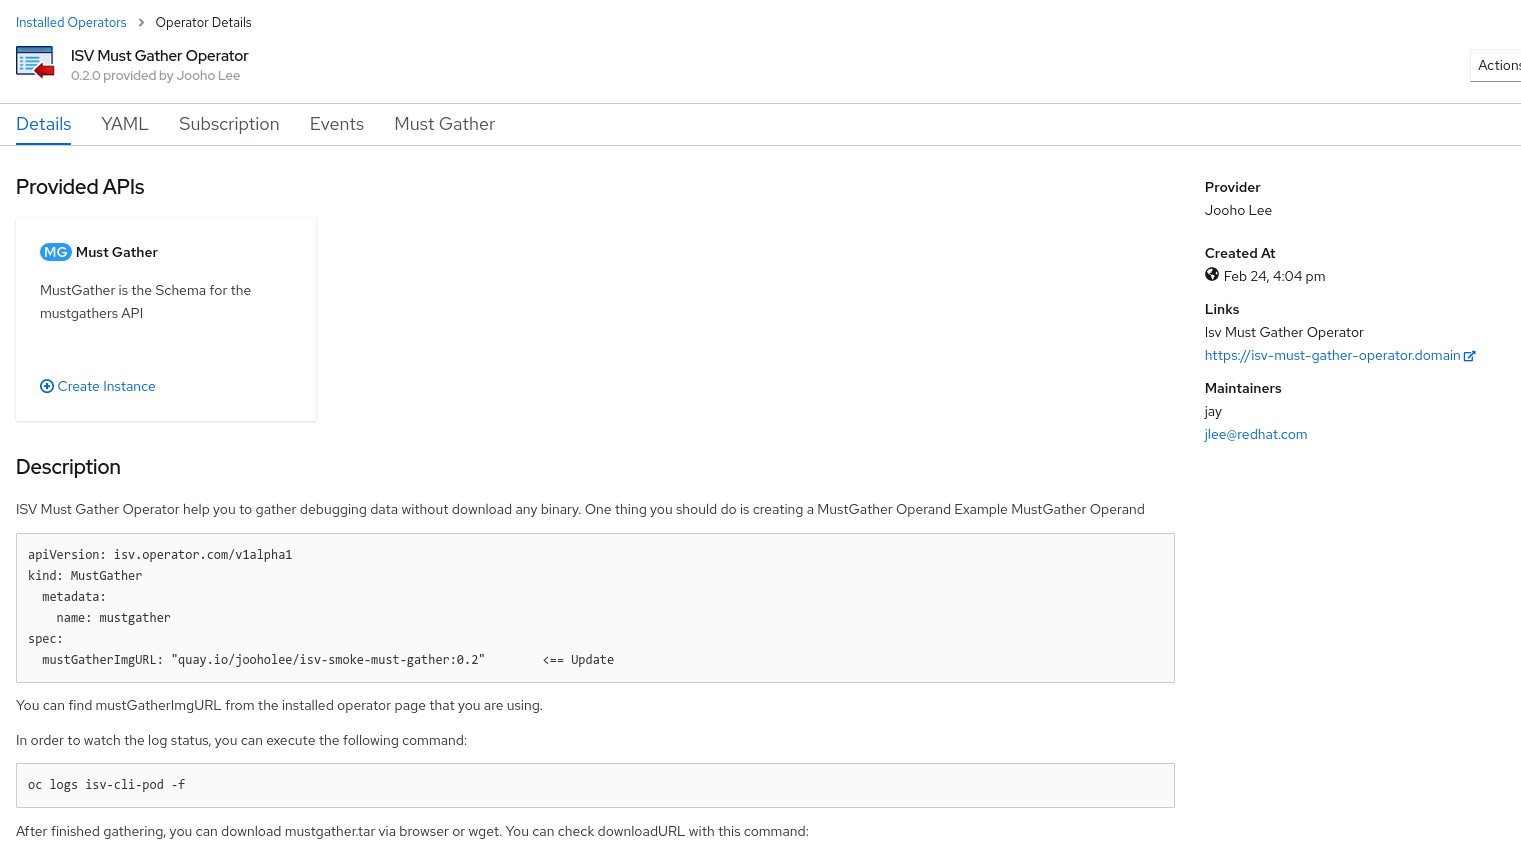 Installed Operators > Operator Details
ISV Must Gather Operator
0.2.0 provided by Jooho Lee
Actions
Details YAML Subscription Events Must Gather
Provided APIs
MG Must Gather
MustGather is the Schema for the
mustgathers API
Create Instance
Description
ISV Must Gather Operator help you to gather debugging data without download any binary. One thing you should do is creating a MustGather Operand Example MustGather Operand
apiVersion: isv.operator.com/v1alpha1
kind: MustGather
  metadata:
    name: mustgather
spec:
  mustGatherImgURL: "quay.io/jooholee/isv-smoke-must-gather:0.2"        <== Update
You can find mustGatherImgURL from the installed operator page that you are using.
In order to watch the log status, you can execute the following command:
oc logs isv-cli-pod -f
After finished gathering, you can download mustgather.tar via browser or wget. You can check downloadURL with this command:
Provider
Jooho Lee
Created At
Feb 24, 4:04 pm
Links
Isv Must Gather Operator
https://isv-must-gather-operator.domain
Maintainers
jay
jlee@redhat.com